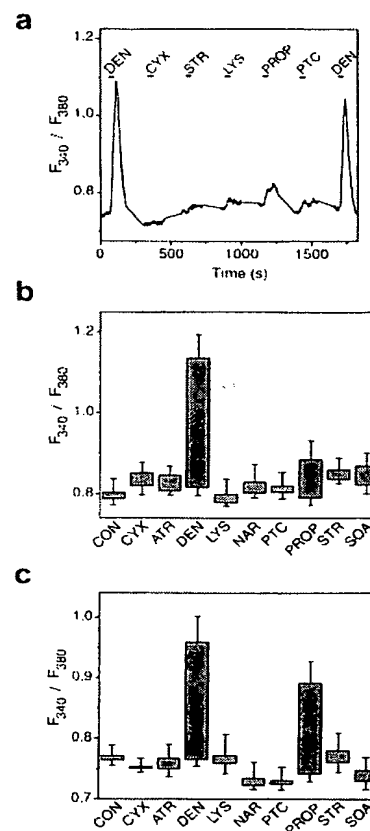 a
DEN CYX STR LYS PROP PTC DEN
F340 / F380
1.2
1.0
0.8
0 500 1000 1500
Time (s)
b
F340 / F380
1.2
1.0
0.8
CON CYX ATR DEN LYS NAR PTC PROP STR SOA
c
F340 / F380
1.0
0.9
0.8
0.7
CON CYX ATR DEN LYS NAR PTC PROP STR SOA